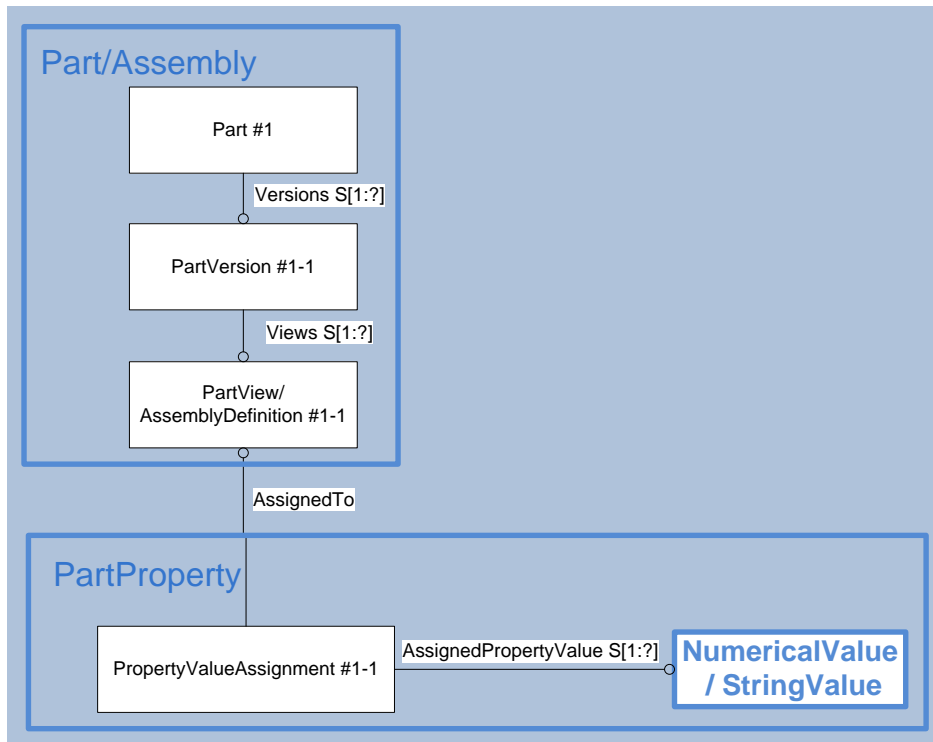 Part/Assembly
Part #1
Versions S[1:?]
PartVersion #1-1
Views S[1:?]
PartView/
AssemblyDefinition #1-1
AssignedTo
PartProperty
PropertyValueAssignment #1-1
AssignedPropertyValue S[1:?]
NumericalValue
/ StringValue